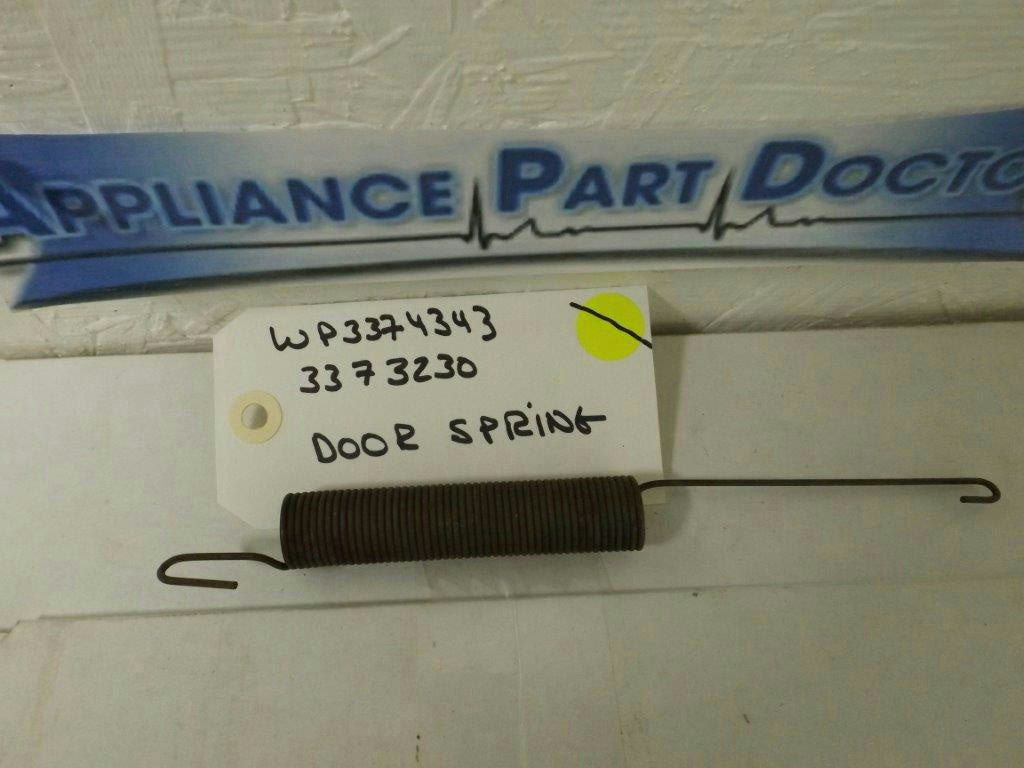 APPLIANCE PART DOCTO
WP3374343
3373230
DOOR SPRING